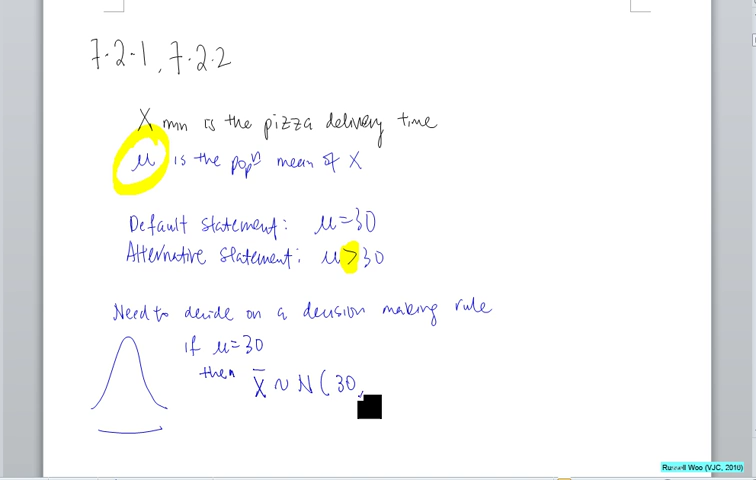 7.2.1, 7.2.2
X min is the pizza delivery time
μ is the popⁿ mean of X
Default statement: μ=30
Alternative statement: μ>30
Need to decide on a decision making rule
if μ=30
then X̄ ~ N(30,
Russell Woo (VJC, 2010)